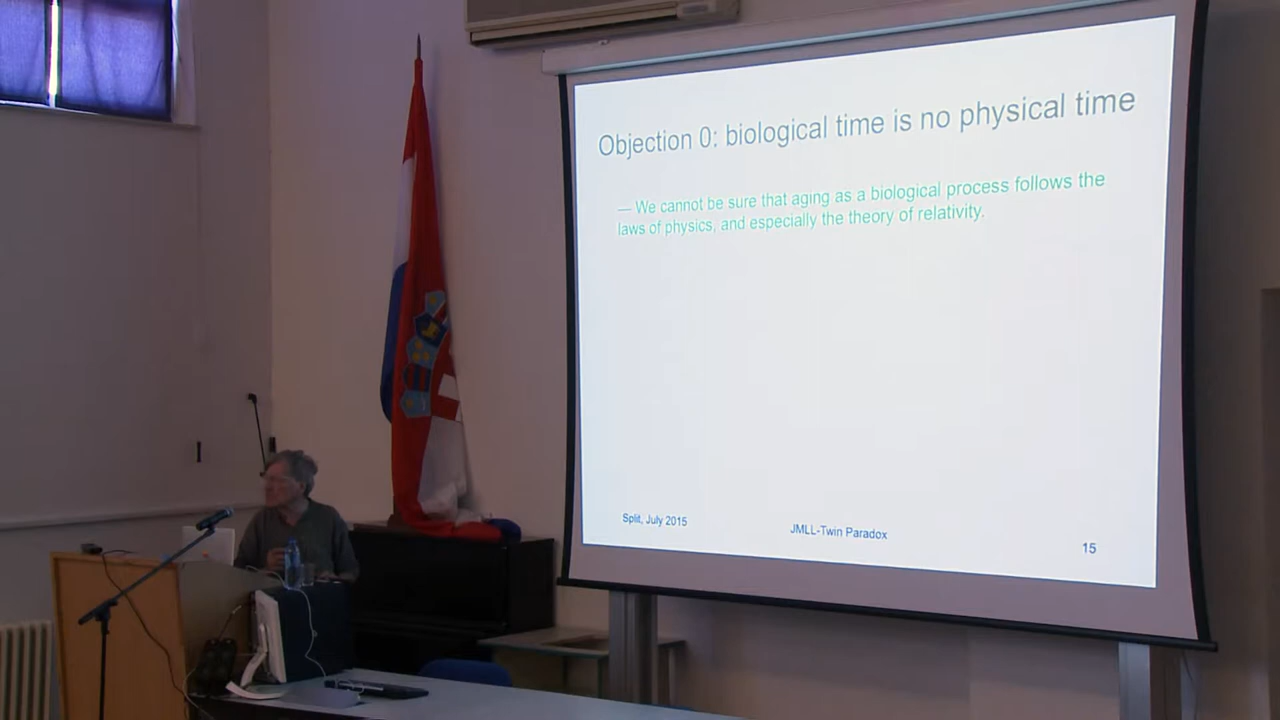 Objection 0: biological time is no physical time
— We cannot be sure that aging as a biological process follows the
laws of physics, and especially the theory of relativity.
Split, July 2015
JMLL-Twin Paradox
15